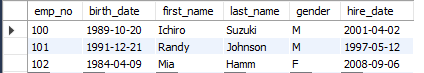 emp_no birth_date first_name last_name gender hire_date
100 1989-10-20 Ichiro Suzuki M 2001-04-02
101 1991-12-21 Randy Johnson M 1997-05-12
102 1984-04-09 Mia Hamm F 2008-09-06